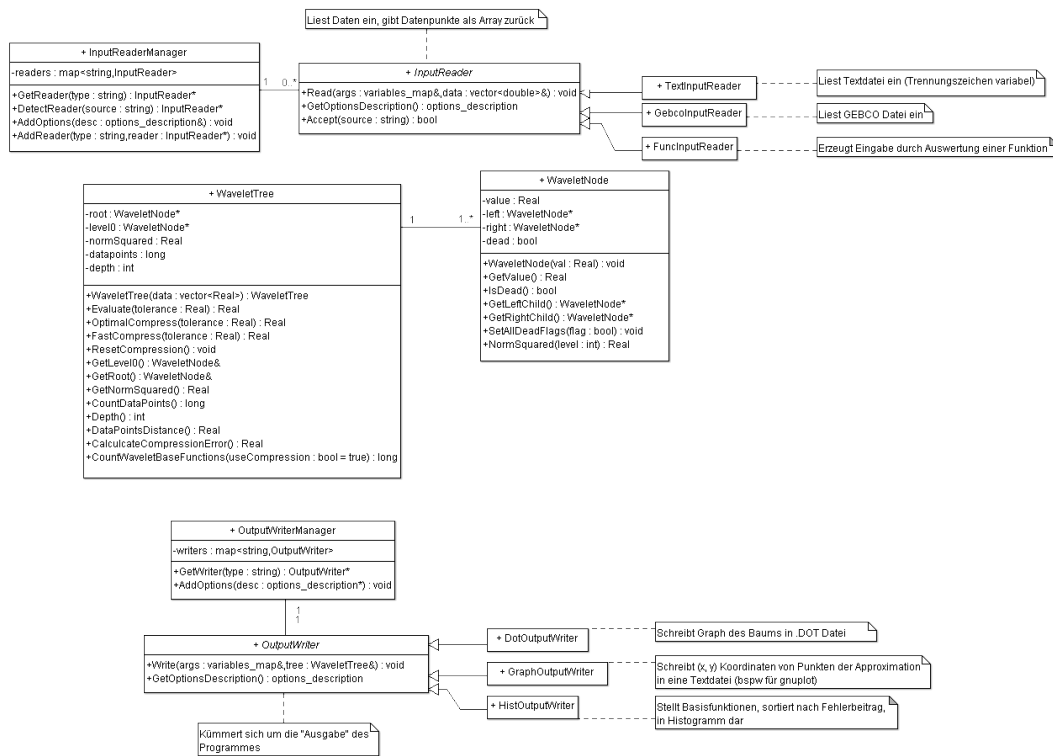 Liest Daten ein, gibt Datenpunkte als Array zurück
+ InputReaderManager
-readers : map<string,InputReader>
+GetReader(type : string) : InputReader*
+DetectReader(source : string) : InputReader*
+AddOptions(desc : options_description&) : void
+AddReader(type : string,reader : InputReader*) : void
1
0..*
+ InputReader
+Read(args : variables_map&,data : vector<double>&) : void
+GetOptionsDescription() : options_description
+Accept(source : string) : bool
+ TextInputReader
Liest Textdatei ein (Trennungszeichen variabel)
+ GebcoInputReader
Liest GEBCO Datei ein
+ FuncInputReader
Erzeugt Eingabe durch Auswertung einer Funktion
+ WaveletTree
-root : WaveletNode*
-level0 : WaveletNode*
-normSquared : Real
-datapoints : long
-depth : int
+WaveletTree(data : vector<Real>) : WaveletTree
+Evaluate(tolerance : Real) : Real
+OptimalCompress(tolerance : Real) : Real
+FastCompress(tolerance : Real) : Real
+ResetCompression() : void
+GetLevel0() : WaveletNode&
+GetRoot() : WaveletNode&
+GetNormSquared() : Real
+CountDataPoints() : long
+Depth() : int
+DataPointsDistance() : Real
+CalculcateCompressionError() : Real
+CountWaveletBaseFunctions(useCompression : bool = true) : long
1
1..*
+ WaveletNode
-value : Real
-left : WaveletNode*
-right : WaveletNode*
-dead : bool
+WaveletNode(val : Real) : void
+GetValue() : Real
+IsDead() : bool
+GetLeftChild() : WaveletNode*
+GetRightChild() : WaveletNode*
+SetAllDeadFlags(flag : bool) : void
+NormSquared(level : int) : Real
+ OutputWriterManager
-writers : map<string,OutputWriter>
+GetWriter(type : string) : OutputWriter*
+AddOptions(desc : options_description*) : void
1
1
+ OutputWriter
+Write(args : variables_map&,tree : WaveletTree&) : void
+GetOptionsDescription() : options_description
+ DotOutputWriter
Schreibt Graph des Baums in .DOT Datei
+ GraphOutputWriter
Schreibt (x, y) Koordinaten von Punkten der Approximation
in eine Textdatei (bspw für gnuplot)
+ HistOutputWriter
Stellt Basisfunktionen, sortiert nach Fehlerbeitrag,
in Histogramm dar
Kümmert sich um die "Ausgabe" des
Programmes